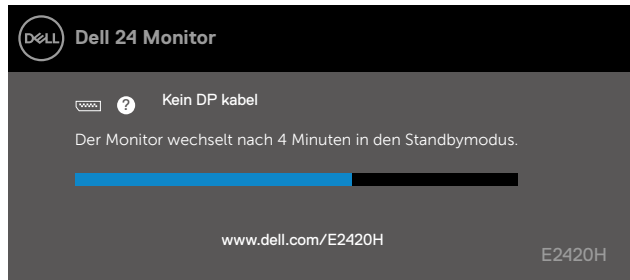 DELL Dell 24 Monitor
? Kein DP kabel
Der Monitor wechselt nach 4 Minuten in den Standbymodus.
www.dell.com/E2420H
E2420H